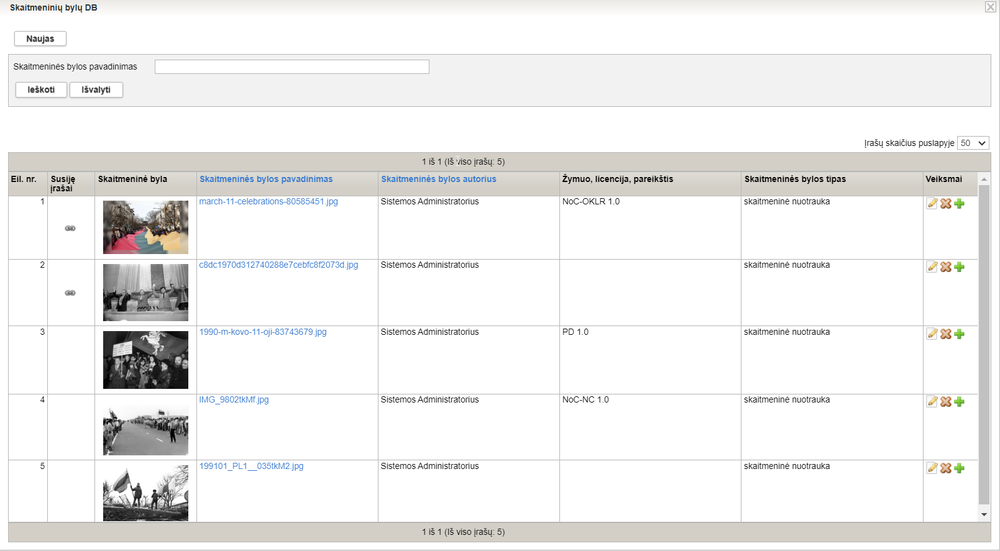 Skaitmeninių bylų DB
Naujas
Skaitmeninės bylos pavadinimas
Ieškoti Išvalyti
Įrašų skaičius puslapyje 50
1 iš 1 (Iš viso įrašų: 5)
Eil. nr. Susiję įrašai Skaitmeninė byla Skaitmeninės bylos pavadinimas Skaitmeninės bylos autorius Žymuo, licencija, pareikštis Skaitmeninės bylos tipas Veiksmai
1 march-11-celebrations-80585451.jpg Sistemos Administratorius NoC-OKLR 1.0 skaitmeninė nuotrauka
2 c8dc1970d312740288e7cebfc8f2073d.jpg Sistemos Administratorius skaitmeninė nuotrauka
3 1990-m-kovo-11-oji-83743679.jpg Sistemos Administratorius PD 1.0 skaitmeninė nuotrauka
4 IMG_9802tkMf.jpg Sistemos Administratorius NoC-NC 1.0 skaitmeninė nuotrauka
5 199101_PL1__035tkM2.jpg Sistemos Administratorius skaitmeninė nuotrauka
1 iš 1 (Iš viso įrašų: 5)